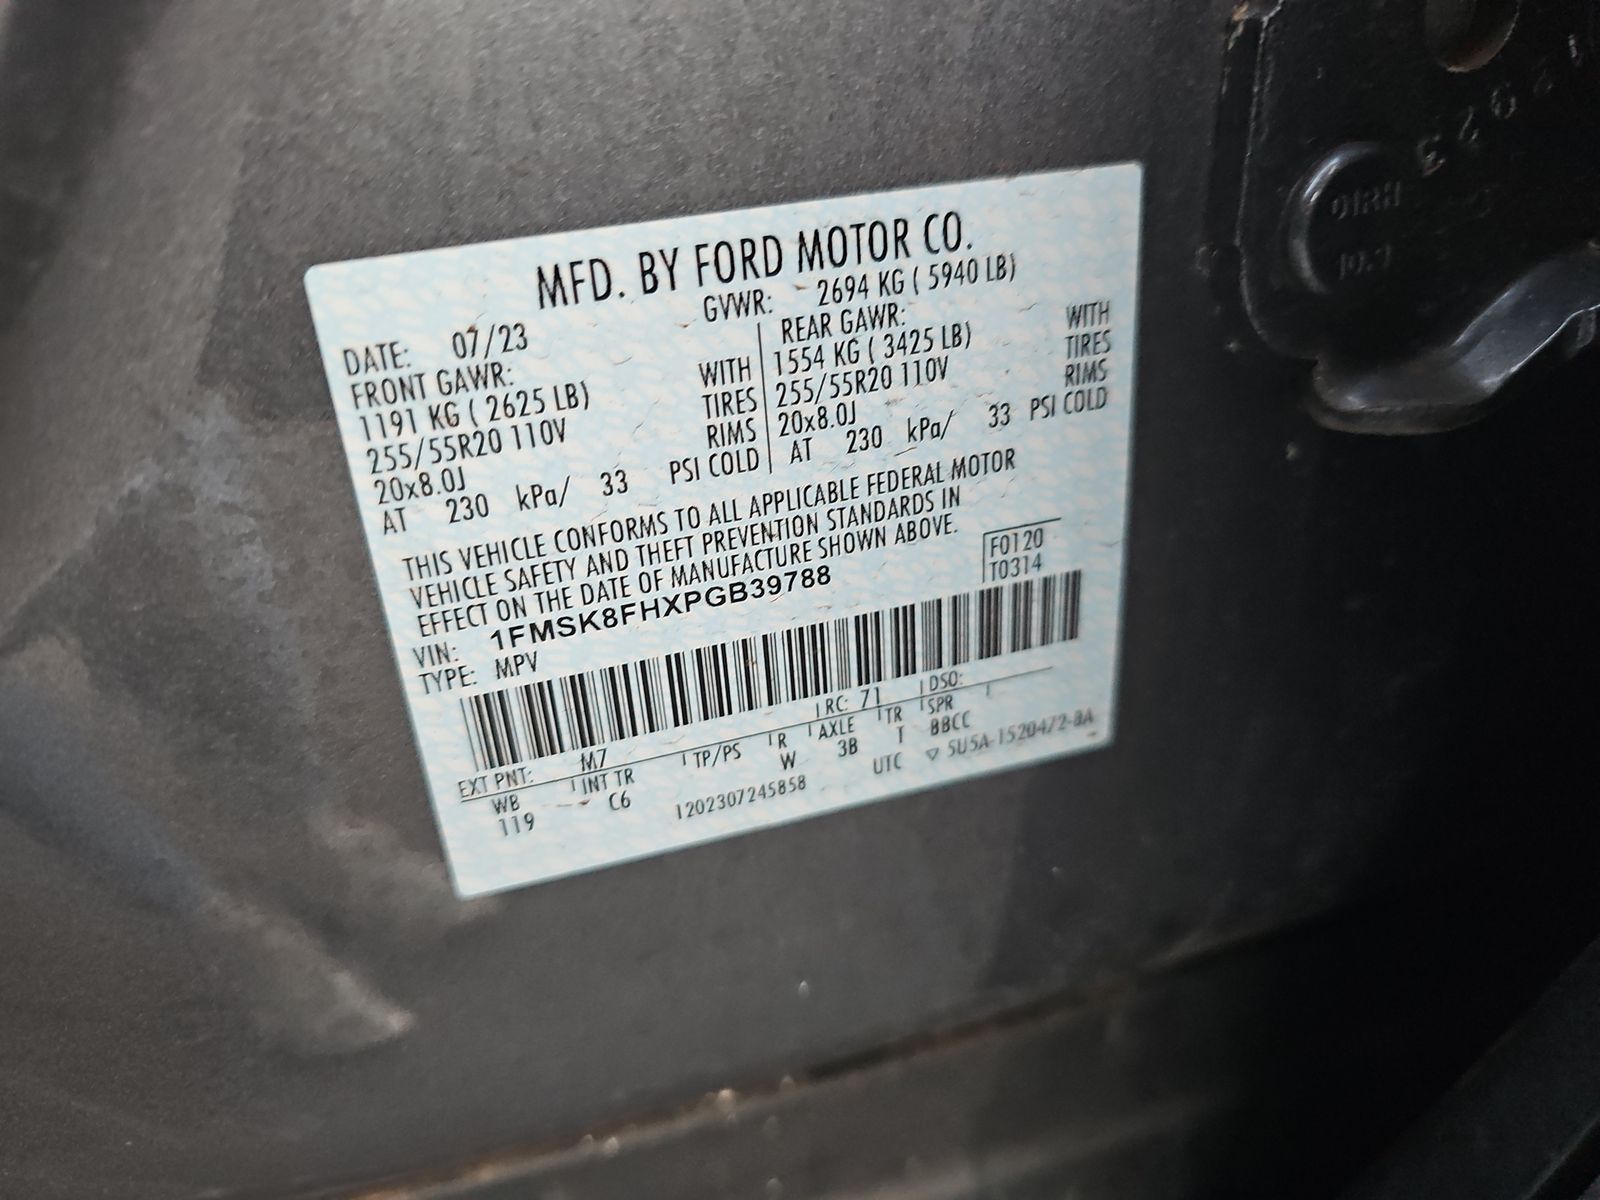 MFD. BY FORD MOTOR CO.
DATE: 07/23 GVWR: 2694 KG ( 5940 LB)
FRONT GAWR: REAR GAWR:
1191 KG ( 2625 LB) WITH 1554 KG ( 3425 LB) WITH
255/55R20 110V TIRES 255/55R20 110V TIRES
20x8.0J RIMS 20x8.0J RIMS
AT 230 kPa/ 33 PSI COLD AT 230 kPa/ 33 PSI COLD
THIS VEHICLE CONFORMS TO ALL APPLICABLE FEDERAL MOTOR
VEHICLE SAFETY AND THEFT PREVENTION STANDARDS IN
EFFECT ON THE DATE OF MANUFACTURE SHOWN ABOVE.
F0120
T0314
VIN: 1FMSK8FHXPGB39788
TYPE: MPV
EXT PNT: M7 RC: 71 DSO:
WB INT TR TP/PS R AXLE TR SPR
119 C6 W 3B T BBCC
1202307245858 UTC ▽ 5U5A-1520472-BA